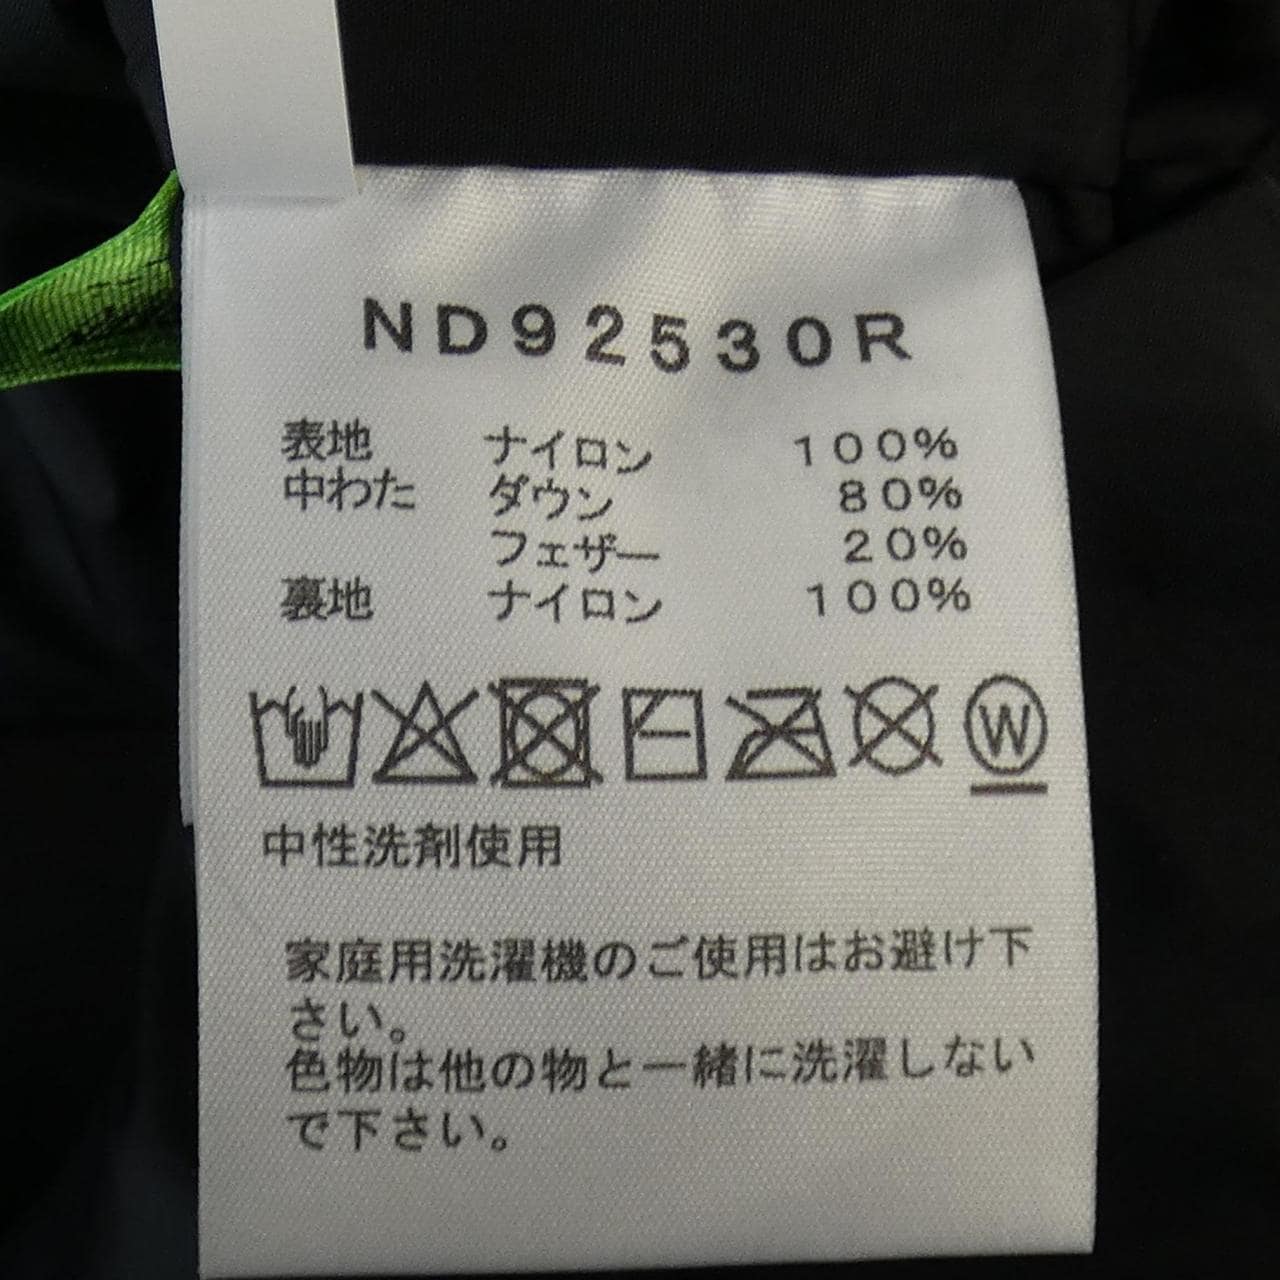 ND92530R
表地 ナイロン 100%
中わた ダウン 80%
フェザー 20%
裏地 ナイロン 100%
W
中性洗剤使用
家庭用洗濯機のご使用はお避け下
さい。
色物は他の物と一緒に洗濯しない
で下さい。